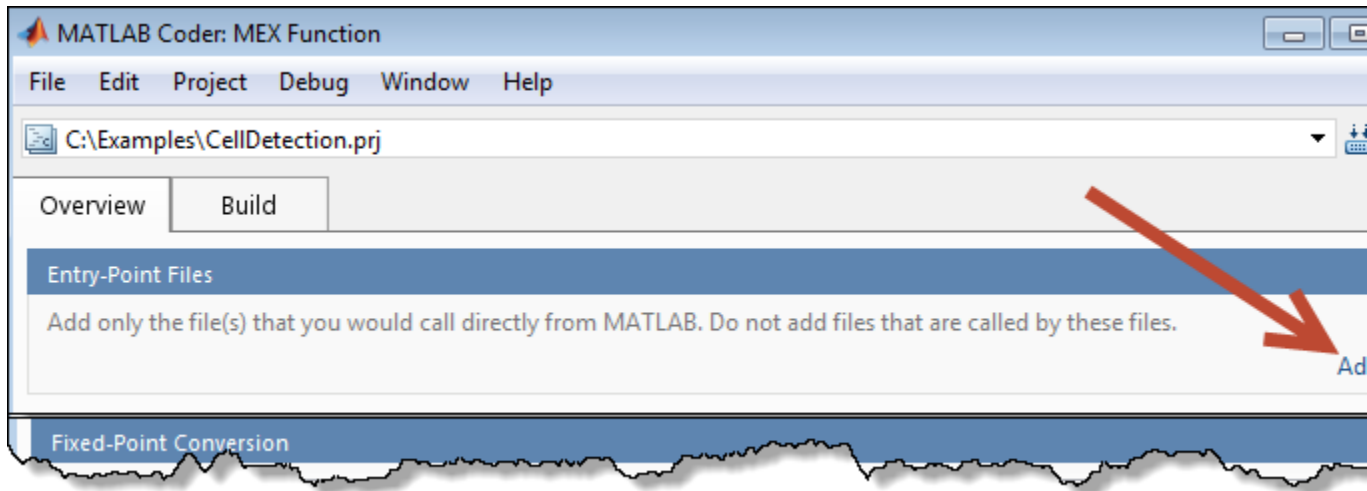 MATLAB Coder: MEX Function
File Edit Project Debug Window Help
C:\Examples\CellDetection.prj
Overview Build
Entry-Point Files
Add only the file(s) that you would call directly from MATLAB. Do not add files that are called by these files.
Ad
Fixed-Point Conversion